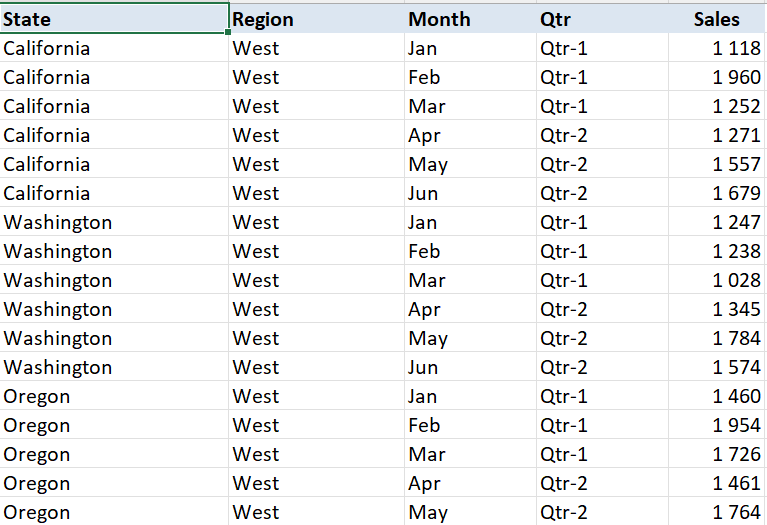 State Region Month Qtr Sales
California West Jan Qtr-1 1 118
California West Feb Qtr-1 1 960
California West Mar Qtr-1 1 252
California West Apr Qtr-2 1 271
California West May Qtr-2 1 557
California West Jun Qtr-2 1 679
Washington West Jan Qtr-1 1 247
Washington West Feb Qtr-1 1 238
Washington West Mar Qtr-1 1 028
Washington West Apr Qtr-2 1 345
Washington West May Qtr-2 1 784
Washington West Jun Qtr-2 1 574
Oregon West Jan Qtr-1 1 460
Oregon West Feb Qtr-1 1 954
Oregon West Mar Qtr-1 1 726
Oregon West Apr Qtr-2 1 461
Oregon West May Qtr-2 1 764